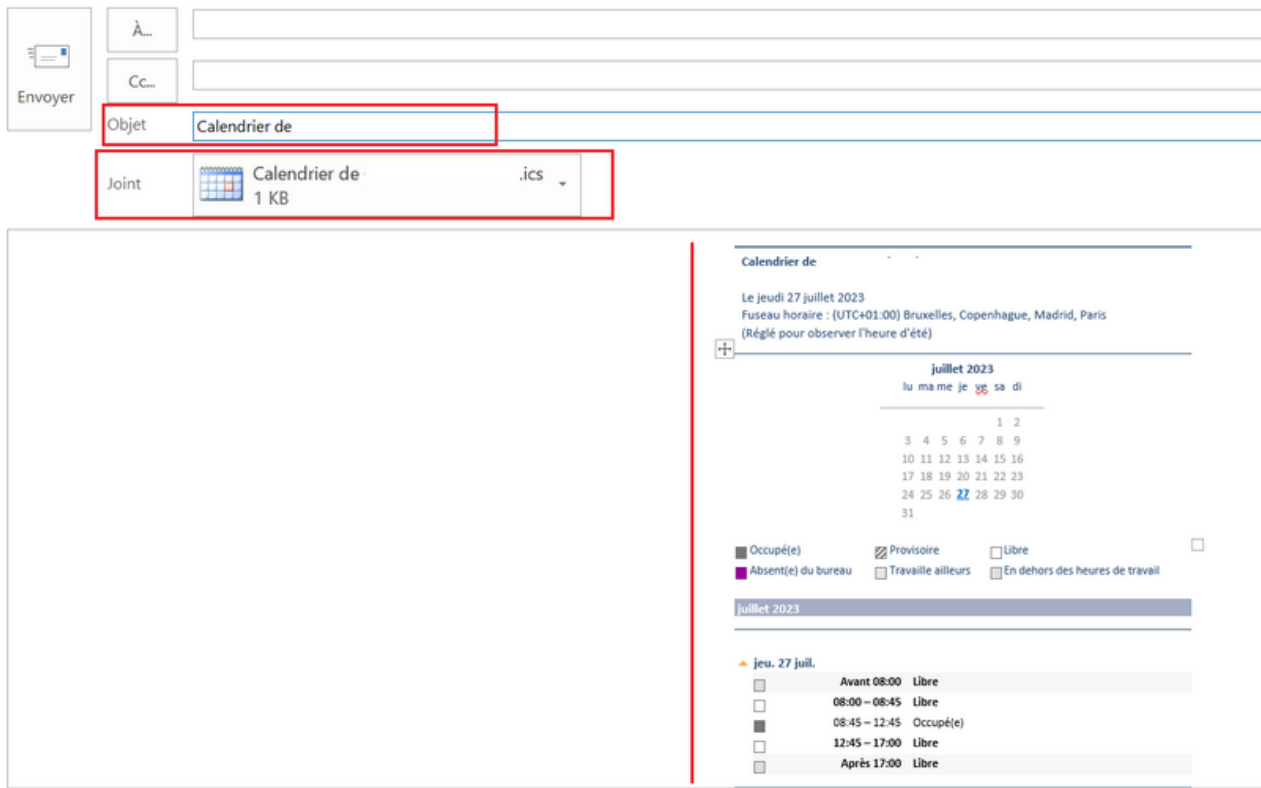 À...
Cc...
Envoyer
Objet Calendrier de
Joint Calendrier de .ics
1 KB
Calendrier de
Le jeudi 27 juillet 2023
Fuseau horaire : (UTC+01:00) Bruxelles, Copenhague, Madrid, Paris
(Réglé pour observer l'heure d'été)
juillet 2023
lu ma me je ve sa di
1 2
3 4 5 6 7 8 9
10 11 12 13 14 15 16
17 18 19 20 21 22 23
24 25 26 27 28 29 30
31
Occupé(e) Provisoire Libre
Absent(e) du bureau Travaille ailleurs En dehors des heures de travail
juillet 2023
jeu. 27 juil.
Avant 08:00 Libre
08:00 – 08:45 Libre
08:45 – 12:45 Occupé(e)
12:45 – 17:00 Libre
Après 17:00 Libre